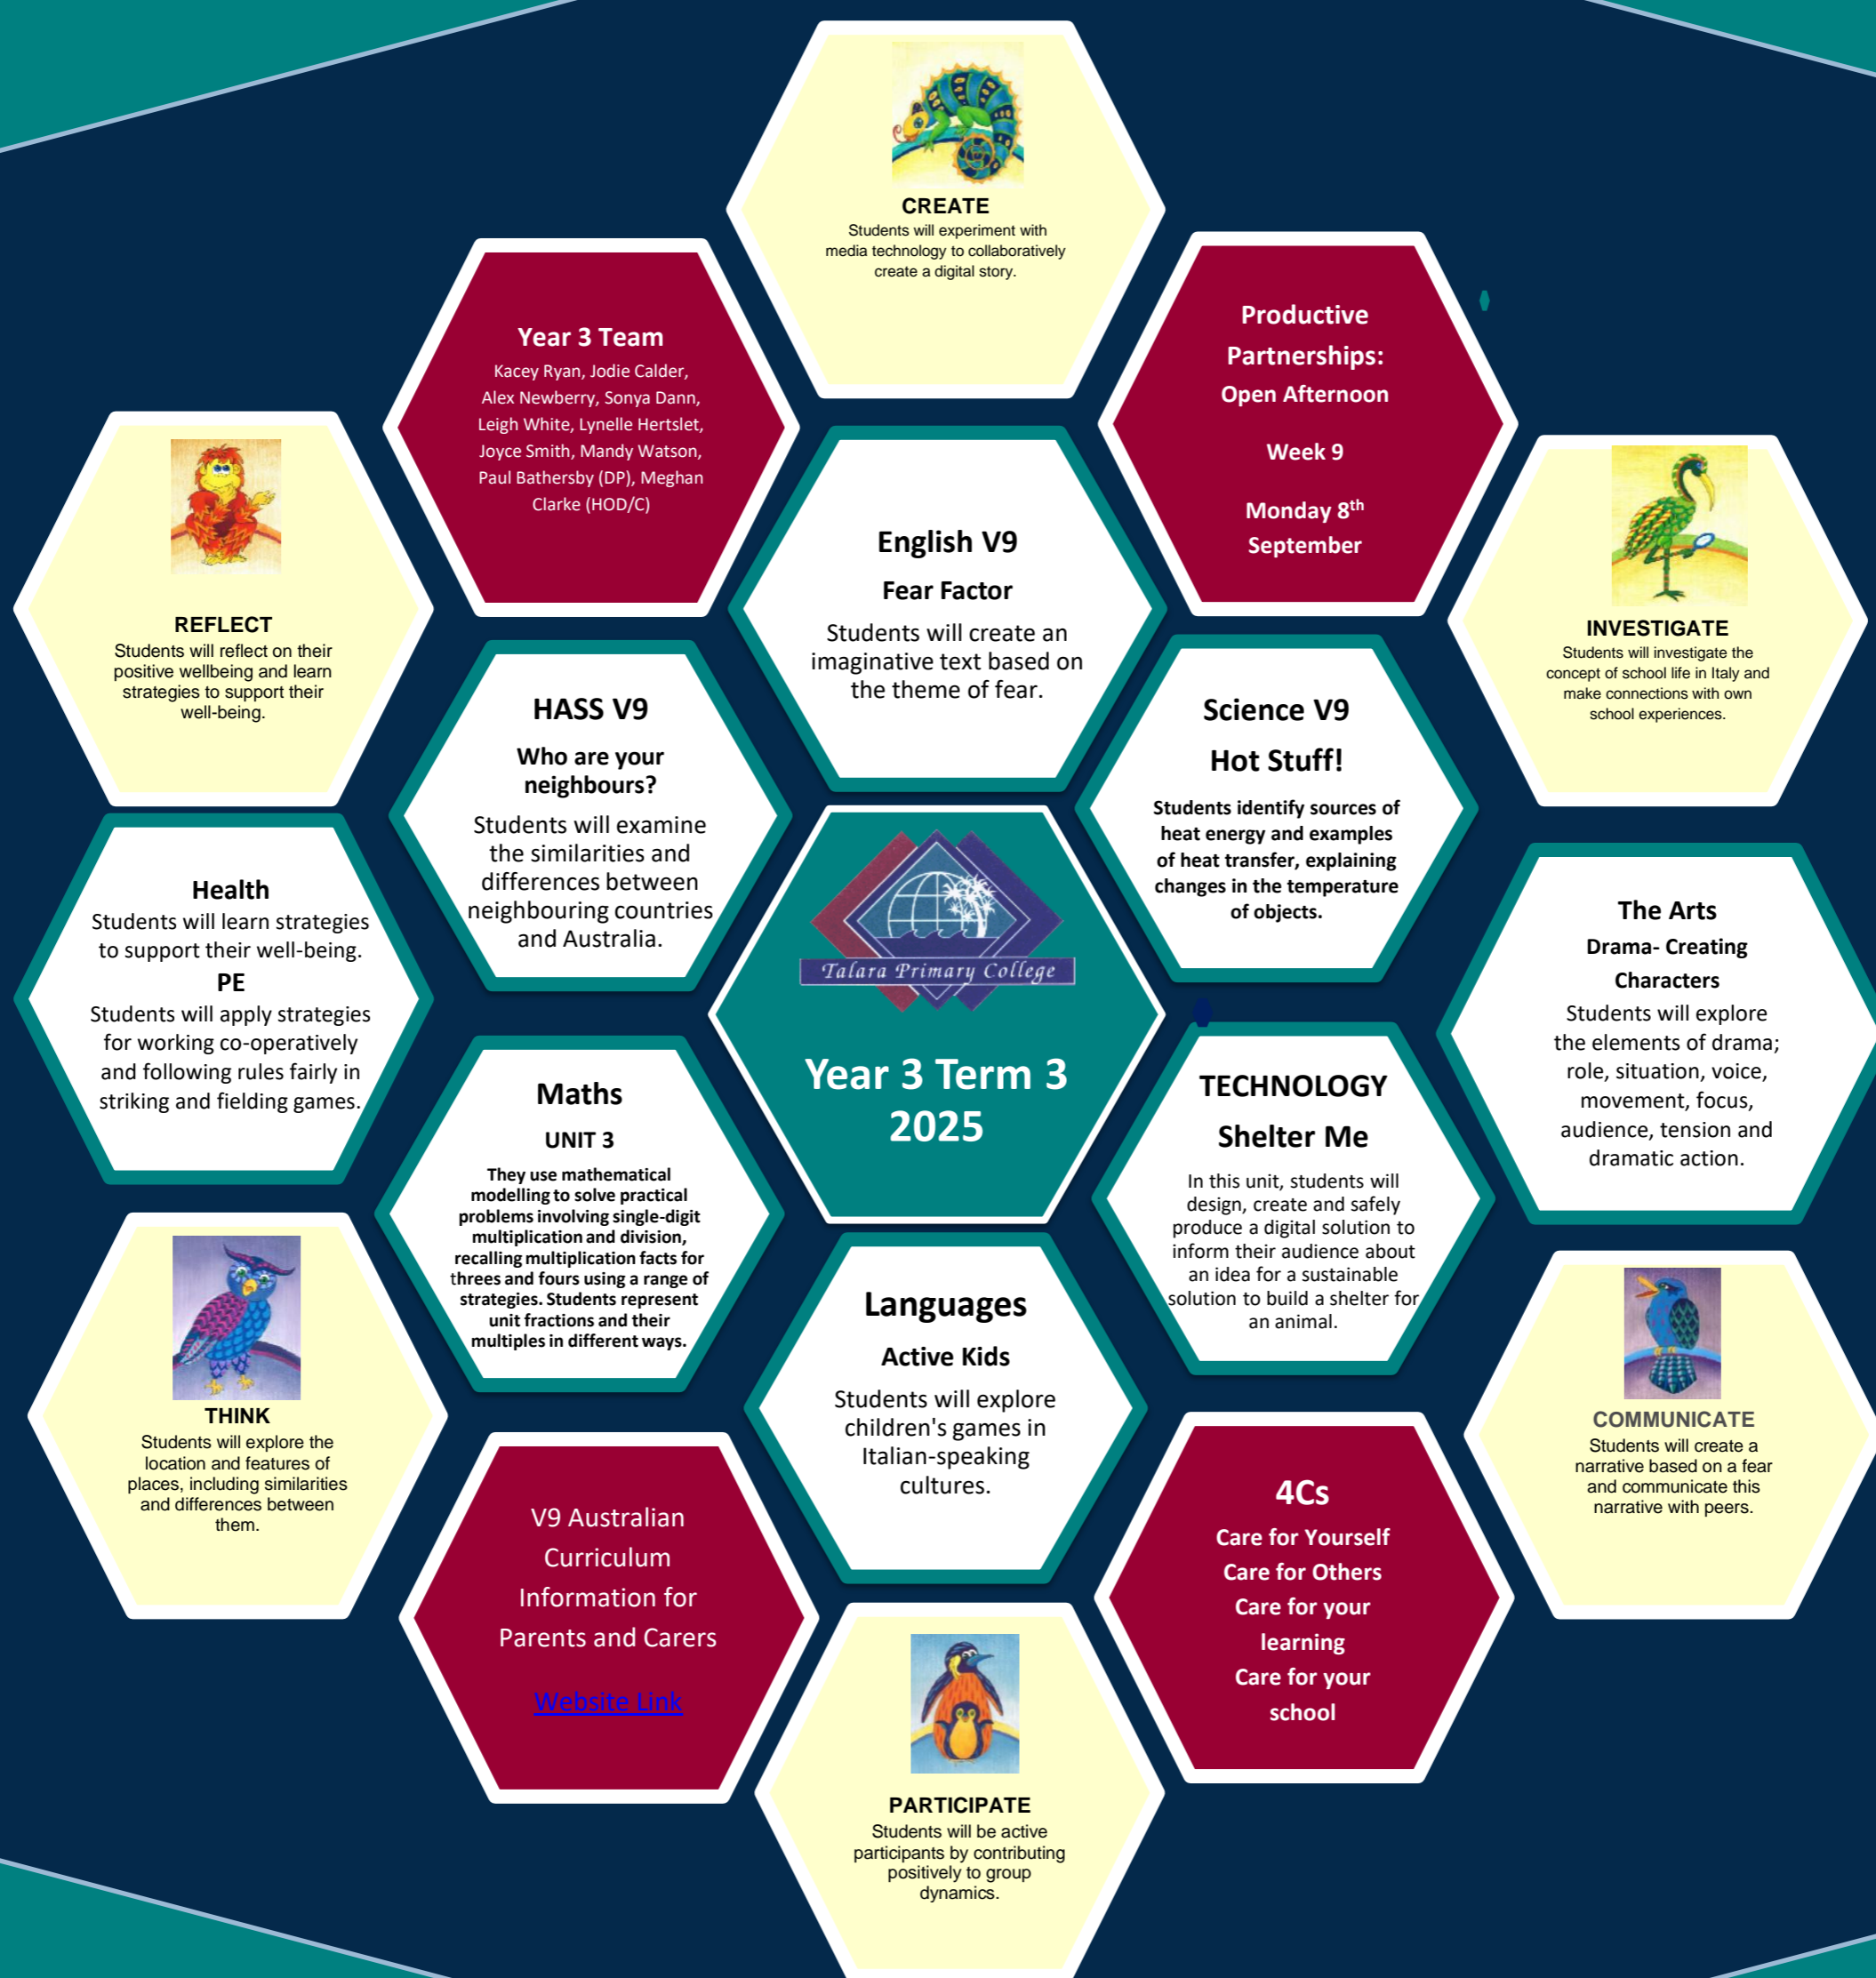 CREATE
Students will experiment with
media technology to collaboratively
create a digital story.
Year 3 Team
Kacey Ryan, Jodie Calder,
Alex Newberry, Sonya Dann,
Leigh White, Lynelle Hertslet,
Joyce Smith, Mandy Watson,
Paul Bathersby (DP), Meghan
Clarke (HOD/C)
Productive
Partnerships:
Open Afternoon
Week 9
Monday 8th
September
REFLECT
Students will reflect on their
positive wellbeing and learn
strategies to support their
well-being.
English V9
Fear Factor
Students will create an
imaginative text based on
the theme of fear.
INVESTIGATE
Students will investigate the
concept of school life in Italy and
make connections with own
school experiences.
HASS V9
Who are your
neighbours?
Students will examine
the similarities and
differences between
neighbouring countries
and Australia.
Science V9
Hot Stuff!
Students identify sources of
heat energy and examples
of heat transfer, explaining
changes in the temperature
of objects.
Health
Students will learn strategies
to support their well-being.
PE
Students will apply strategies
for working co-operatively
and following rules fairly in
striking and fielding games.
Talara Primary College
Year 3 Term 3
2025
The Arts
Drama- Creating
Characters
Students will explore
the elements of drama;
role, situation, voice,
movement, focus,
audience, tension and
dramatic action.
Maths
UNIT 3
They use mathematical
modelling to solve practical
problems involving single-digit
multiplication and division,
recalling multiplication facts for
threes and fours using a range of
strategies. Students represent
unit fractions and their
multiples in different ways.
TECHNOLOGY
Shelter Me
In this unit, students will
design, create and safely
produce a digital solution to
inform their audience about
an idea for a sustainable
solution to build a shelter for
an animal.
THINK
Students will explore the
location and features of
places, including similarities
and differences between
them.
Languages
Active Kids
Students will explore
children's games in
Italian-speaking
cultures.
COMMUNICATE
Students will create a
narrative based on a fear
and communicate this
narrative with peers.
V9 Australian
Curriculum
Information for
Parents and Carers
Website Link
4Cs
Care for Yourself
Care for Others
Care for your
learning
Care for your
school
PARTICIPATE
Students will be active
participants by contributing
positively to group
dynamics.